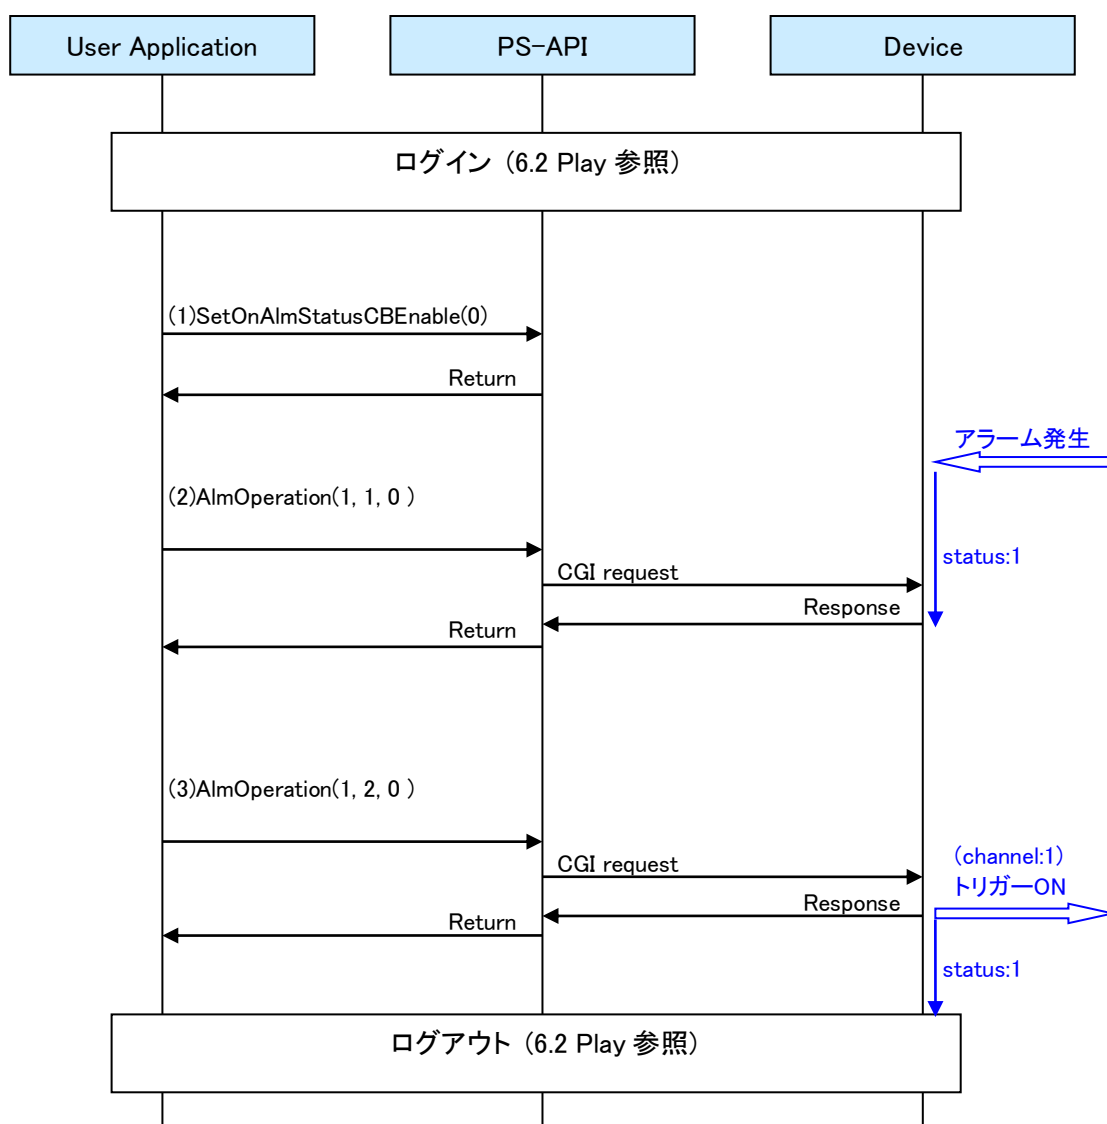 User Application
PS-API
Device
ログイン (6.2 Play 参照)
(1)SetOnAlmStatusCBEnable(0)
Return
アラーム発生
(2)AlmOperation(1, 1, 0 )
status:1
CGI request
Response
Return
(3)AlmOperation(1, 2, 0 )
(channel:1)
トリガーON
CGI request
Response
Return
status:1
ログアウト (6.2 Play 参照)